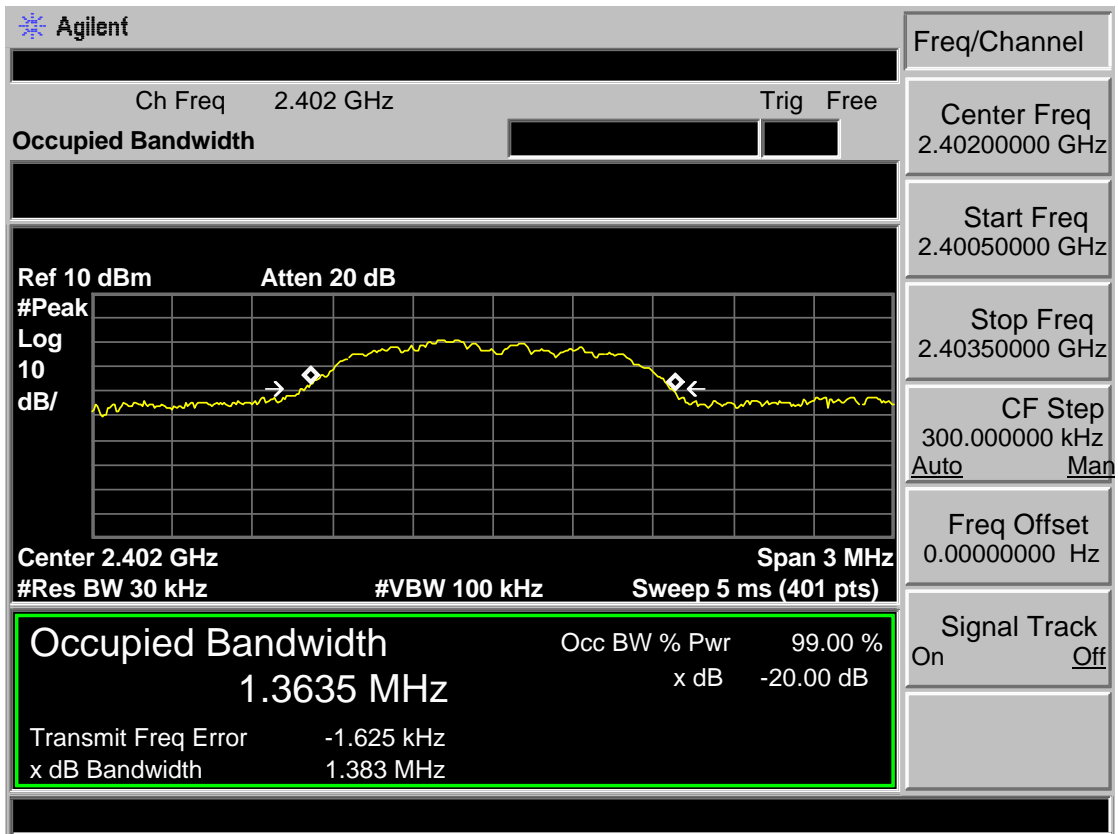 Agilent
Freq/Channel
Ch Freq 2.402 GHz Trig Free
Occupied Bandwidth
Center Freq
2.40200000 GHz
Start Freq
2.40050000 GHz
Ref 10 dBm Atten 20 dB
#Peak
Log
10
dB/
Stop Freq
2.40350000 GHz
CF Step
300.000000 kHz
Auto Man
Freq Offset
0.00000000 Hz
Center 2.402 GHz Span 3 MHz
#Res BW 30 kHz #VBW 100 kHz Sweep 5 ms (401 pts)
Signal Track
On Off
Occupied Bandwidth Occ BW % Pwr 99.00 %
1.3635 MHz x dB -20.00 dB
Transmit Freq Error -1.625 kHz
x dB Bandwidth 1.383 MHz